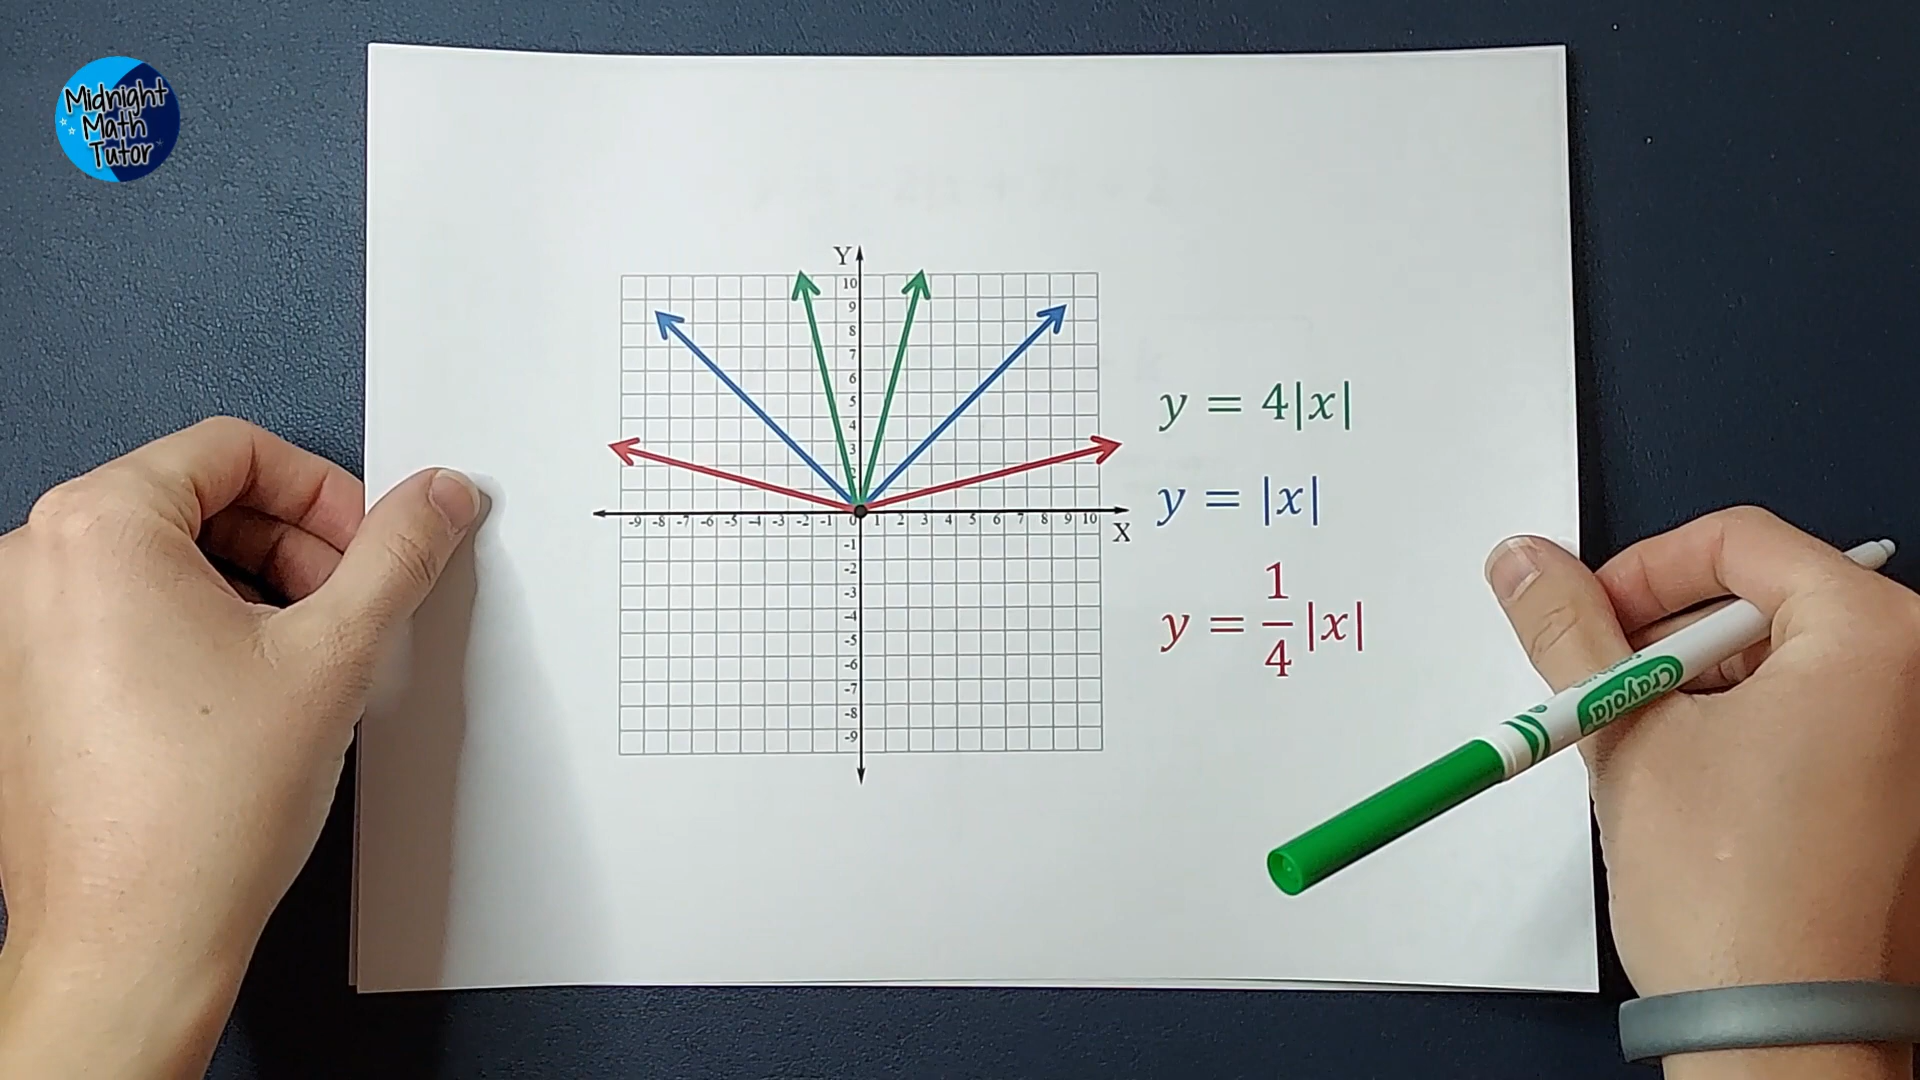 Midnight
Math
Tutor
Y
10
9
8
7
6
5
4
3
-9 -8 -7 -6 -5 -4 -3 -2 -1 0 1 2 3 4 5 6 7 8 9 10
X
-1
-2
-3
-4
-5
-6
-7
-8
-9
y = 4|x|
y = |x|
y = 1/4|x|
Crayola